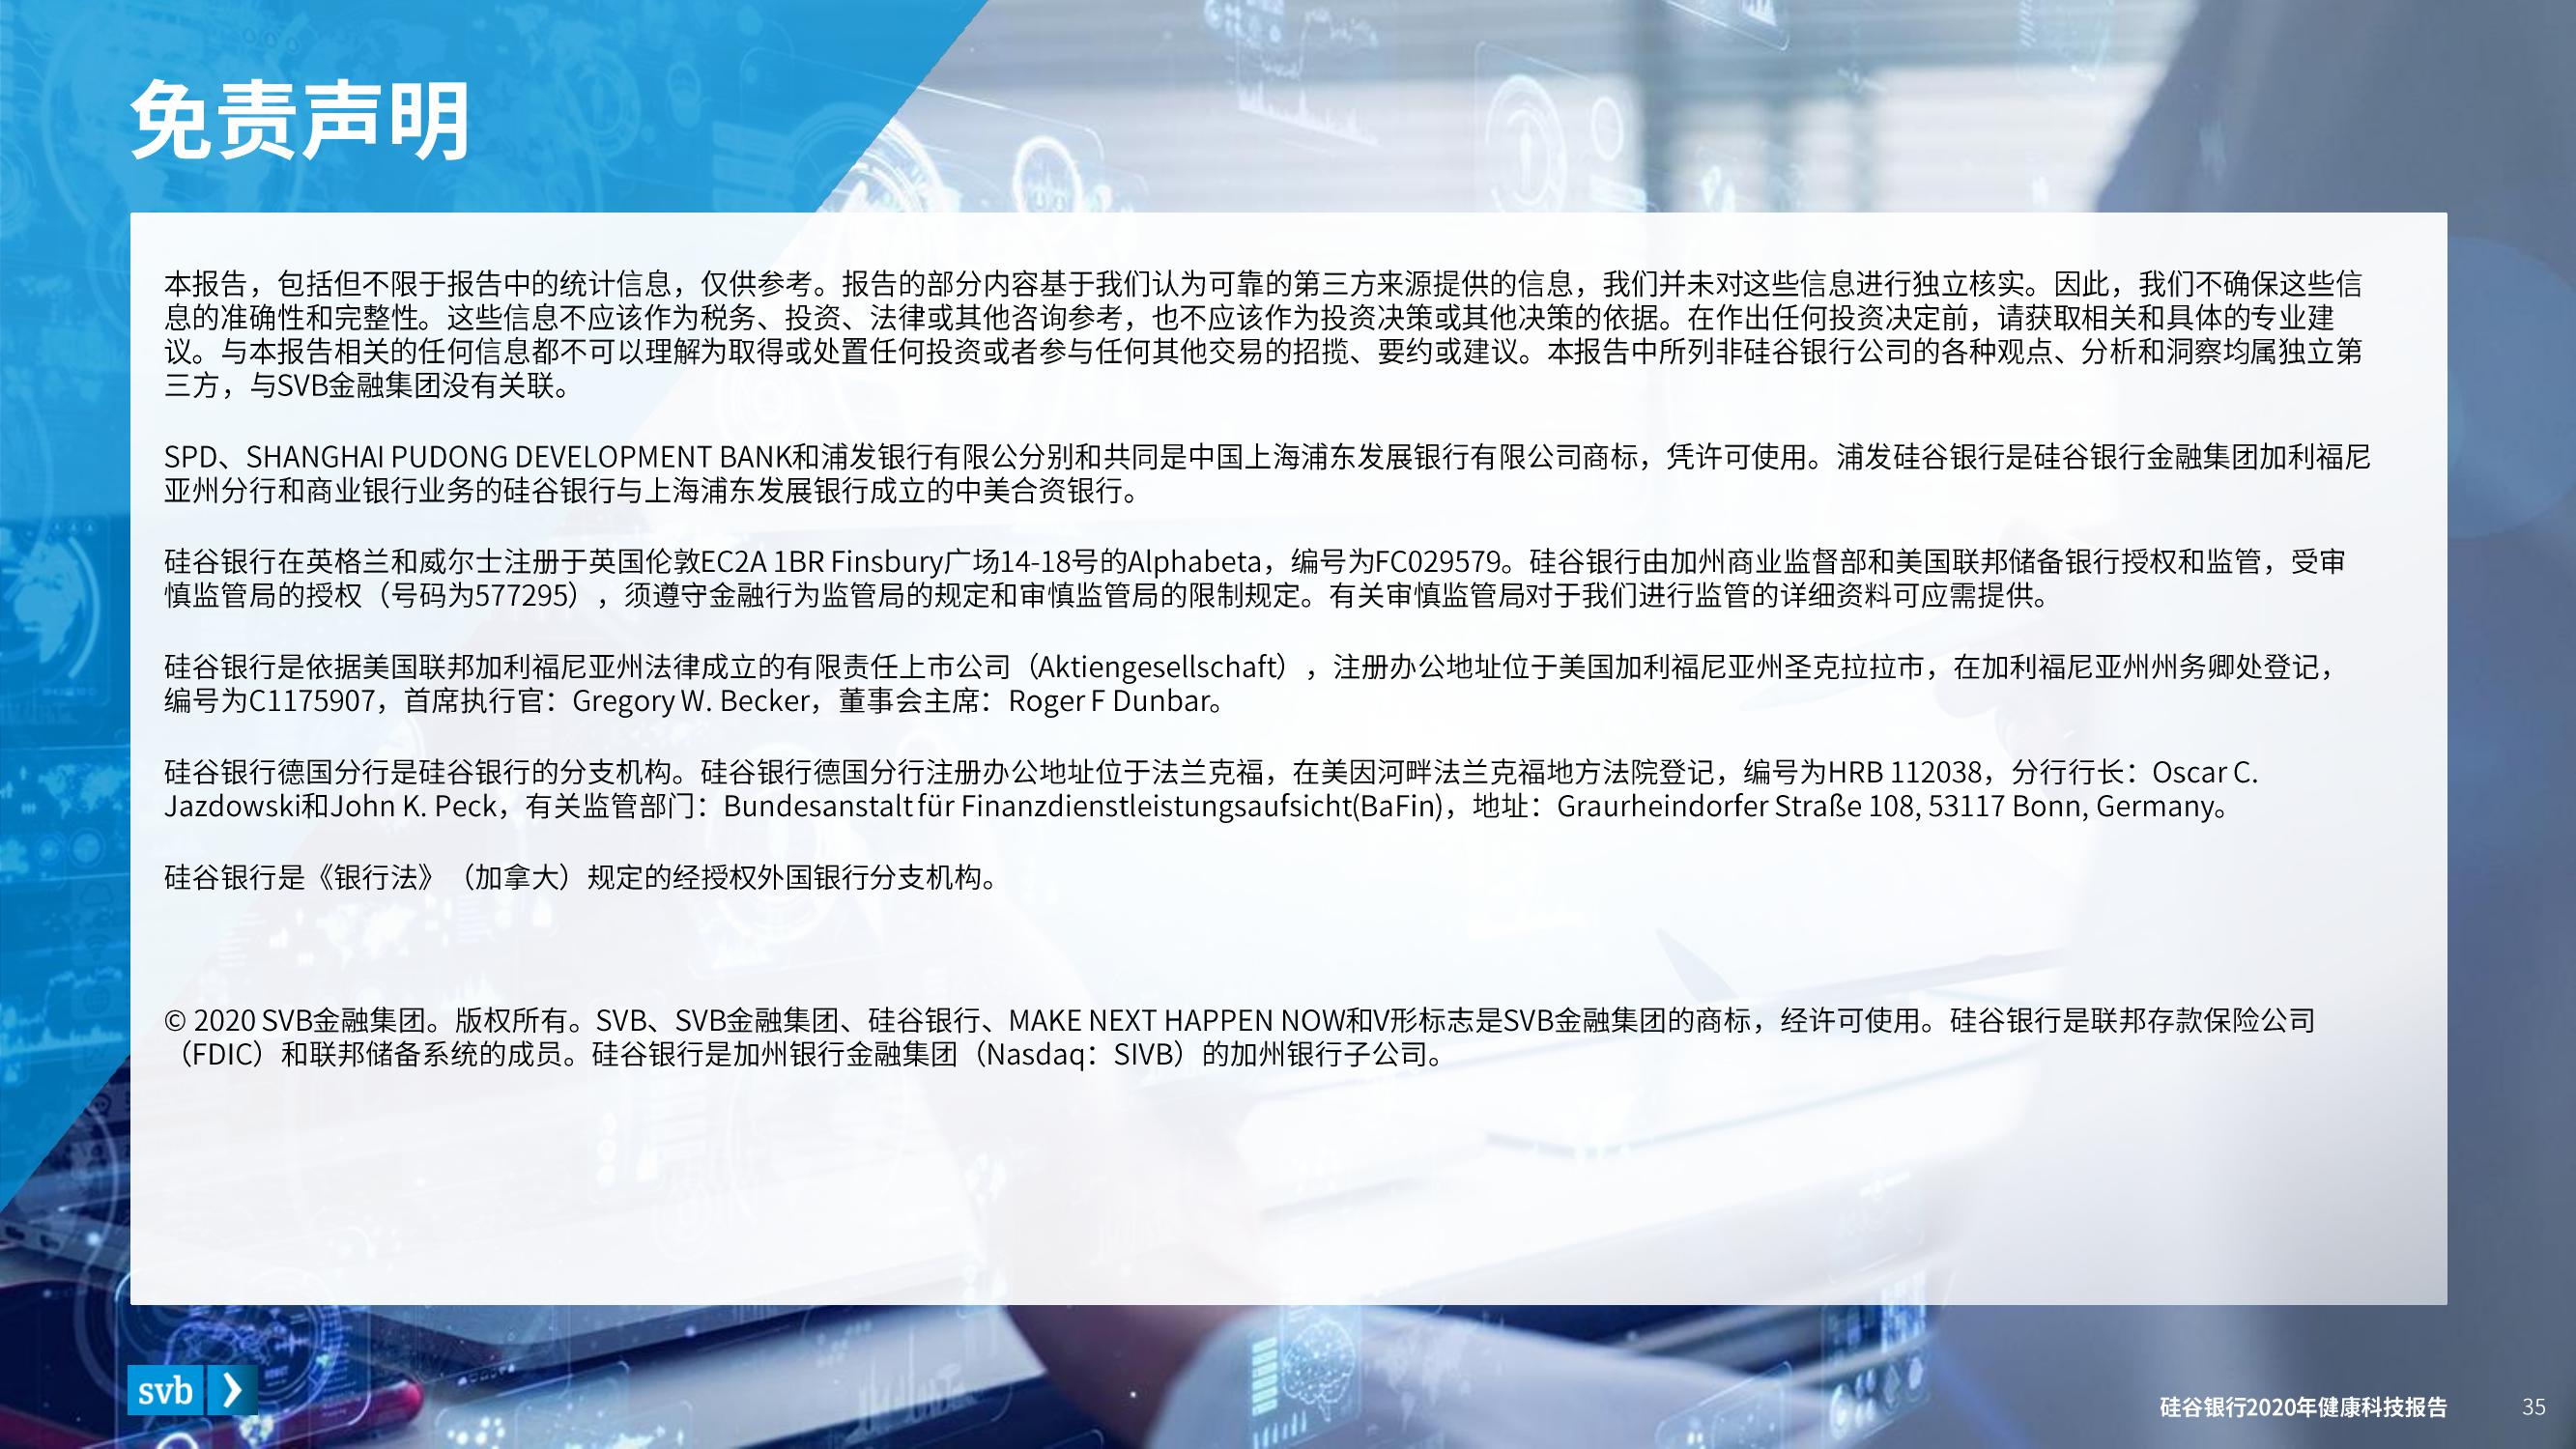 免责声明
本报告，包括但不限于报告中的统计信息，仅供参考。报告的部分内容基于我们认为可靠的第三方来源提供的信息，我们并未对这些信息进行独立核实。因此，我们不确保这些信
息的准确性和完整性。这些信息不应该作为税务、投资、法律或其他咨询参考，也不应该作为投资决策或其他决策的依据。在作出任何投资决定前，请获取相关和具体的专业建
议。与本报告相关的任何信息都不可以理解为取得或处置任何投资或者参与任何其他交易的招揽、要约或建议。本报告中所列非硅谷银行公司的各种观点、分析和洞察均属独立第
三方，与SVB金融集团没有关联。
SPD、SHANGHAI PUDONG DEVELOPMENT BANK和浦发银行有限公分别和共同是中国上海浦东发展银行有限公司商标，凭许可使用。浦发硅谷银行是硅谷银行金融集团加利福尼
亚州分行和商业银行业务的硅谷银行与上海浦东发展银行成立的中美合资银行。
硅谷银行在英格兰和威尔士注册于英国伦敦EC2A 1BR Finsbury广场14-18号的Alphabeta，编号为FC029579。硅谷银行由加州商业监督部和美国联邦储备银行授权和监管，受审
慎监管局的授权（号码为577295），须遵守金融行为监管局的规定和审慎监管局的限制规定。有关审慎监管局对于我们进行监管的详细资料可应需提供。
硅谷银行是依据美国联邦加利福尼亚州法律成立的有限责任上市公司（Aktiengesellschaft），注册办公地址位于美国加利福尼亚州圣克拉拉市，在加利福尼亚州州务卿处登记，
编号为C1175907，首席执行官：Gregory W. Becker，董事会主席：Roger F Dunbar。
硅谷银行德国分行是硅谷银行的分支机构。硅谷银行德国分行注册办公地址位于法兰克福，在美因河畔法兰克福地方法院登记，编号为HRB 112038，分行行长：Oscar C.
Jazdowski和John K. Peck，有关监管部门：Bundesanstalt für Finanzdienstleistungsaufsicht(BaFin)，地址：Graurheindorfer Straße 108, 53117 Bonn, Germany。
硅谷银行是《银行法》（加拿大）规定的经授权外国银行分支机构。
© 2020 SVB金融集团。版权所有。SVB、SVB金融集团、硅谷银行、MAKE NEXT HAPPEN NOW和V形标志是SVB金融集团的商标，经许可使用。硅谷银行是联邦存款保险公司
（FDIC）和联邦储备系统的成员。硅谷银行是加州银行金融集团（Nasdaq：SIVB）的加州银行子公司。
svb
硅谷银行2020年健康科技报告 35